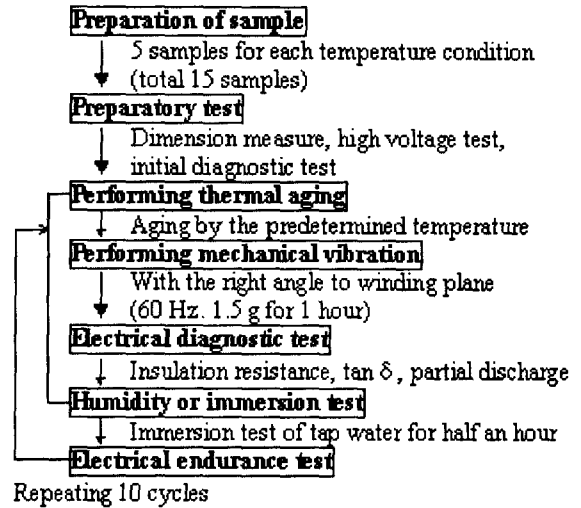 Preparation of sample
5 samples for each temperature condition
(total 15 samples)
Preparatory test
Dimension measure, high voltage test,
initial diagnostic test
Performing thermal aging
Aging by the predetermined temperature
Performing mechanical vibration
With the right angle to winding plane
(60 Hz. 1.5 g for 1 hour)
Electrical diagnostic test
Insulation resistance, tan δ, partial discharge
Humidity or immersion test
Immersion test of tap water for half an hour
Electrical endurance test
Repeating 10 cycles